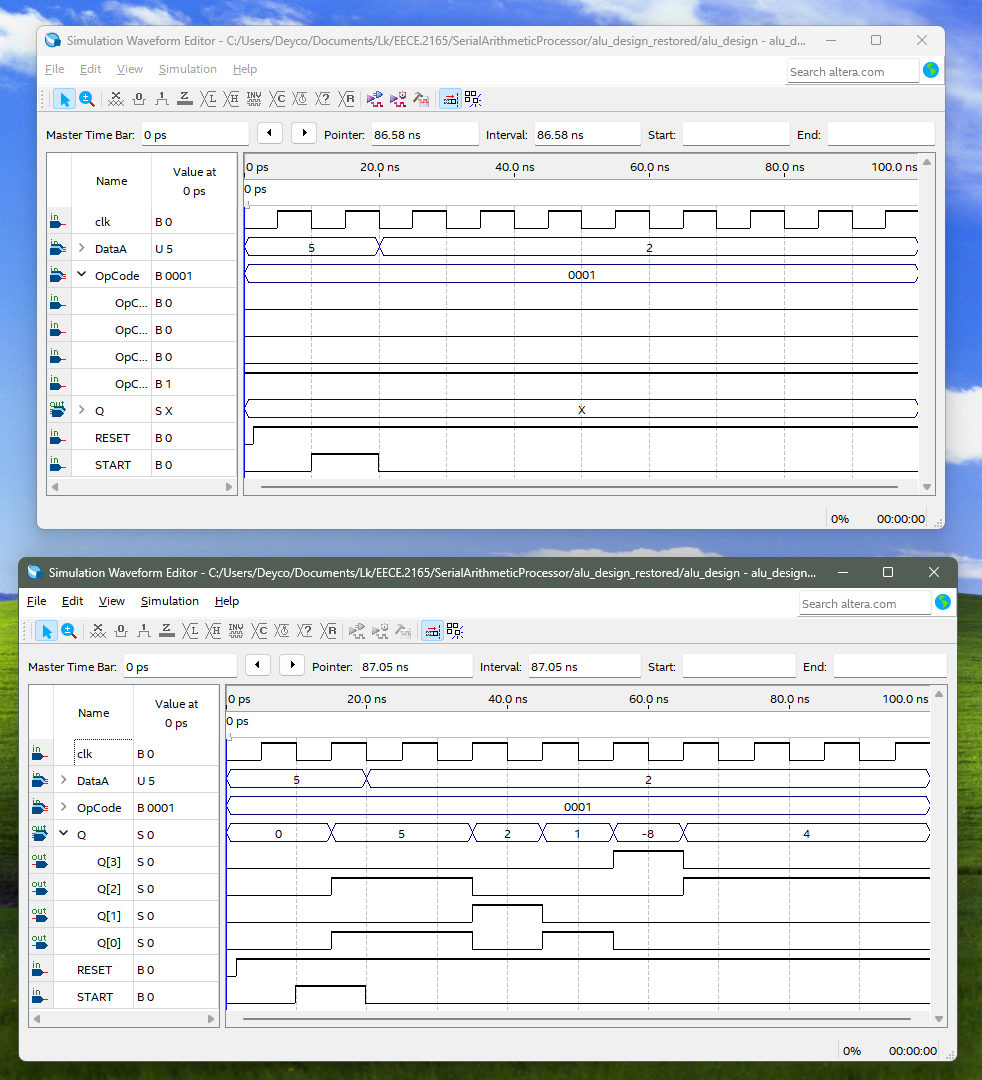 Simulation Waveform Editor - C:/Users/Deyco/Documents/Lk/EECE.2165/SerialArithmeticProcessor/alu_design_restored/alu_design - alu_d...
File Edit View Simulation Help
Search altera.com
Master Time Bar: 0 ps Pointer: 86.58 ns Interval: 86.58 ns Start: End:
Name Value at 0 ps
0 ps 20.0 ns 40.0 ns 60.0 ns 80.0 ns 100.0 ns
0 ps
in clk B 0
in DataA U 5 5 2
in OpCode B 0001 0001
in OpC... B 0
in OpC... B 0
in OpC... B 0
in OpC... B 1
out Q S X X
in RESET B 0
in START B 0
0% 00:00:00
Simulation Waveform Editor - C:/Users/Deyco/Documents/Lk/EECE.2165/SerialArithmeticProcessor/alu_design_restored/alu_design - alu_design...
File Edit View Simulation Help
Search altera.com
Master Time Bar: 0 ps Pointer: 87.05 ns Interval: 87.05 ns Start: End:
Name Value at 0 ps
0 ps 20.0 ns 40.0 ns 60.0 ns 80.0 ns 100.0 ns
0 ps
in clk B 0
in DataA U 5 5 2
in OpCode B 0001 0001
out Q S 0 0 5 2 1 -8 4
out Q[3] S 0
out Q[2] S 0
out Q[1] S 0
out Q[0] S 0
in RESET B 0
in START B 0
0% 00:00:00